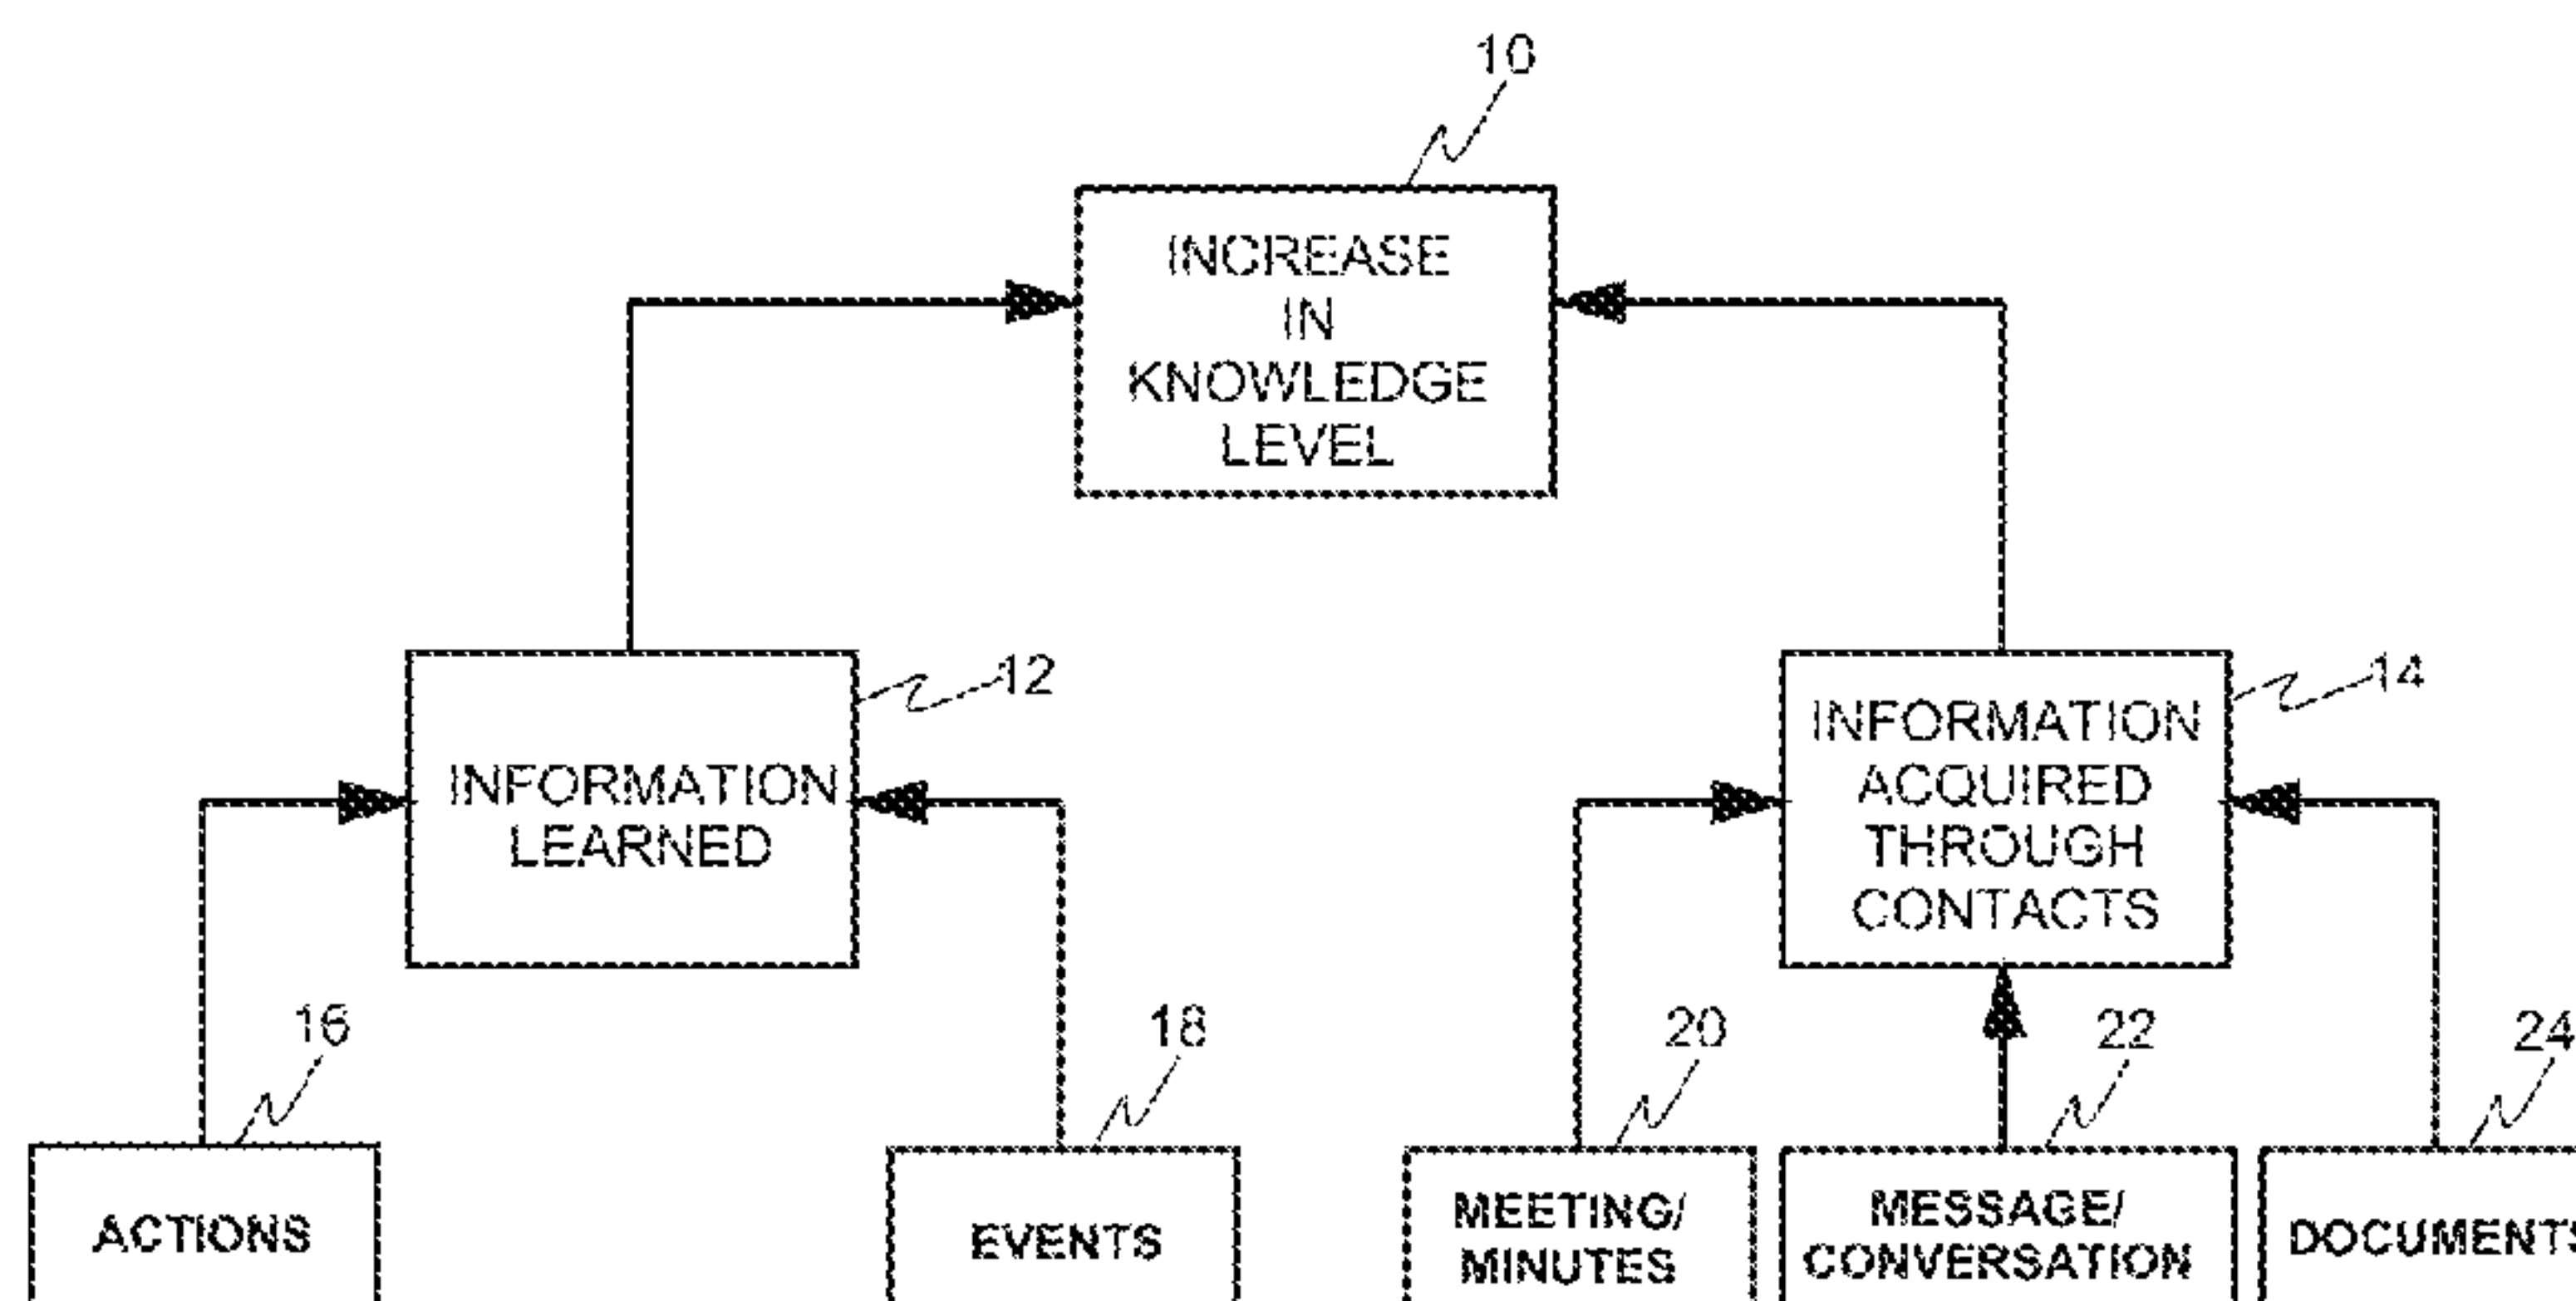 10
INCREASE
IN
KNOWLEDGE
LEVEL
12
INFORMATION
LEARNED
14
INFORMATION
ACQUIRED
THROUGH
CONTACTS
16
18
20
22
24
ACTIONS
EVENTS
MEETING/
MINUTES
MESSAGE/
CONVERSATION
DOCUMENTS